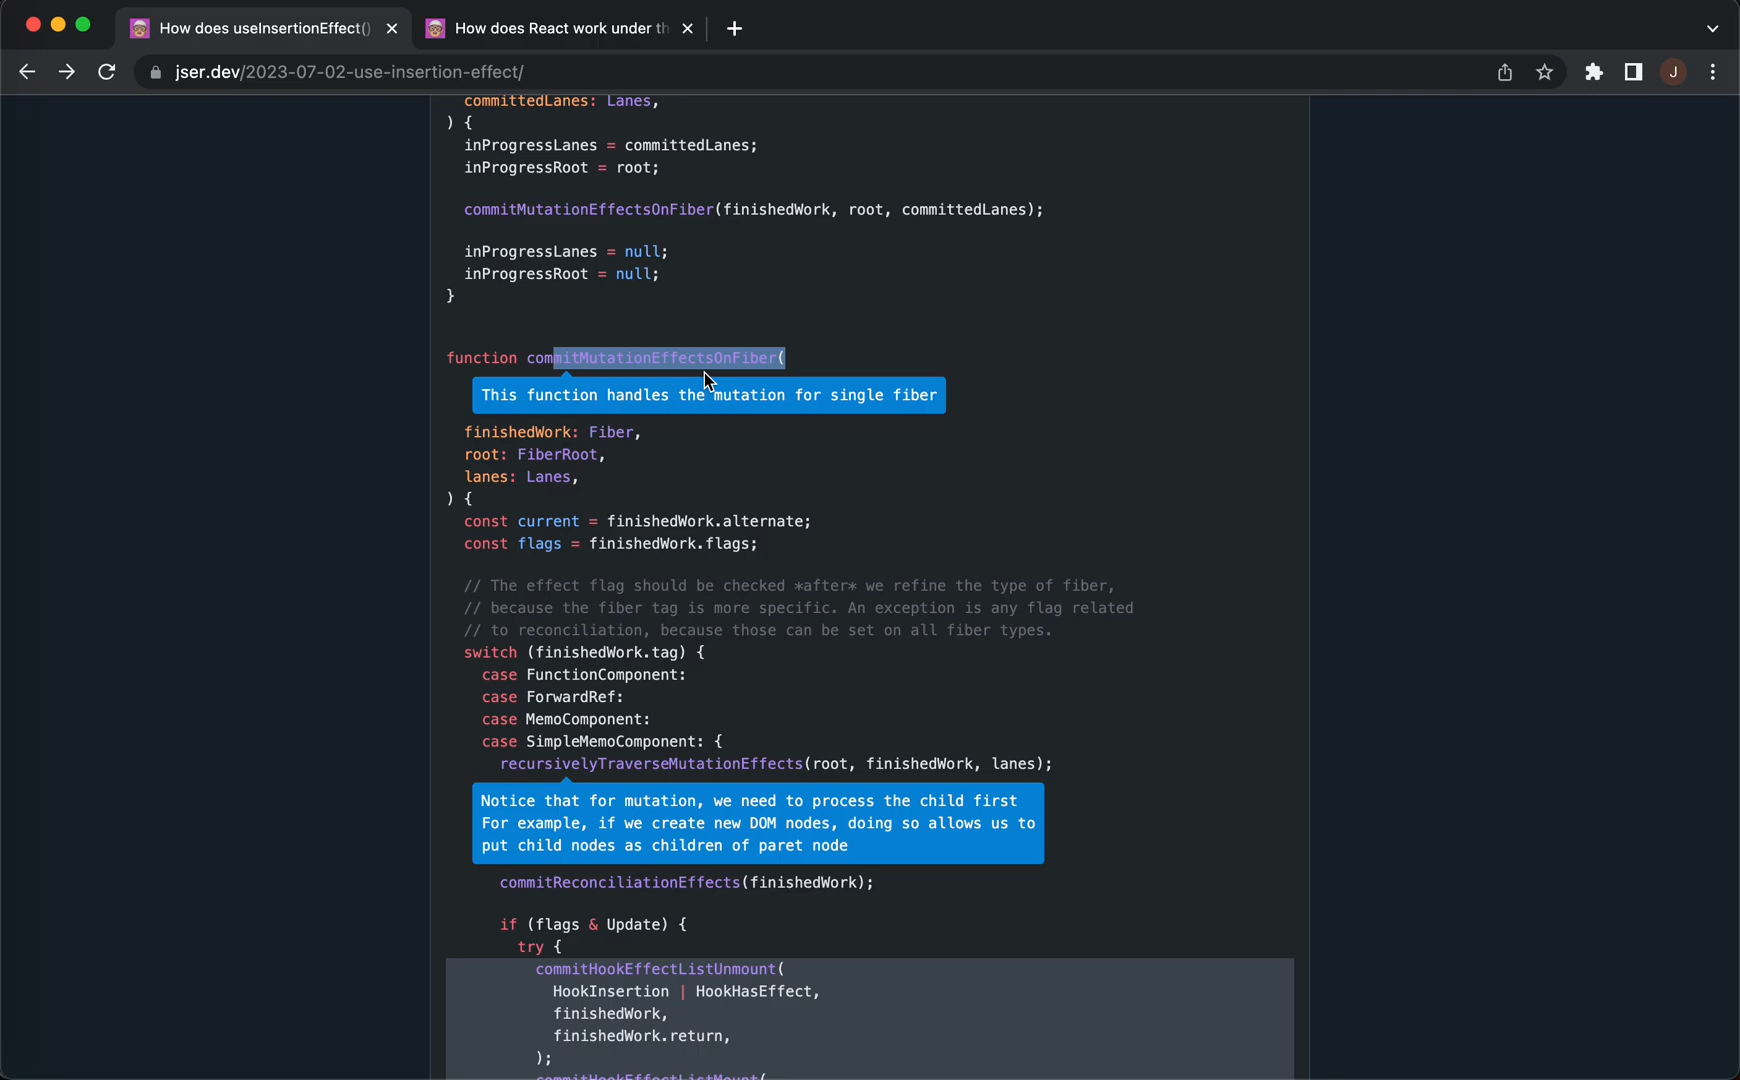 How does useInsertionEffect()
How does React work under th
jser.dev/2023-07-02-use-insertion-effect/
J
committedLanes: Lanes,
) {
inProgressLanes = committedLanes;
inProgressRoot = root;
commitMutationEffectsOnFiber(finishedWork, root, committedLanes);
inProgressLanes = null;
inProgressRoot = null;
}
function commitMutationEffectsOnFiber(
This function handles the mutation for single fiber
finishedWork: Fiber,
root: FiberRoot,
lanes: Lanes,
) {
const current = finishedWork.alternate;
const flags = finishedWork.flags;
// The effect flag should be checked *after* we refine the type of fiber,
// because the fiber tag is more specific. An exception is any flag related
// to reconciliation, because those can be set on all fiber types.
switch (finishedWork.tag) {
case FunctionComponent:
case ForwardRef:
case MemoComponent:
case SimpleMemoComponent: {
recursivelyTraverseMutationEffects(root, finishedWork, lanes);
Notice that for mutation, we need to process the child first
For example, if we create new DOM nodes, doing so allows us to
put child nodes as children of paret node
commitReconciliationEffects(finishedWork);
if (flags & Update) {
try {
commitHookEffectListUnmount(
HookInsertion | HookHasEffect,
finishedWork,
finishedWork.return,
);
commitHookEffectListMount(